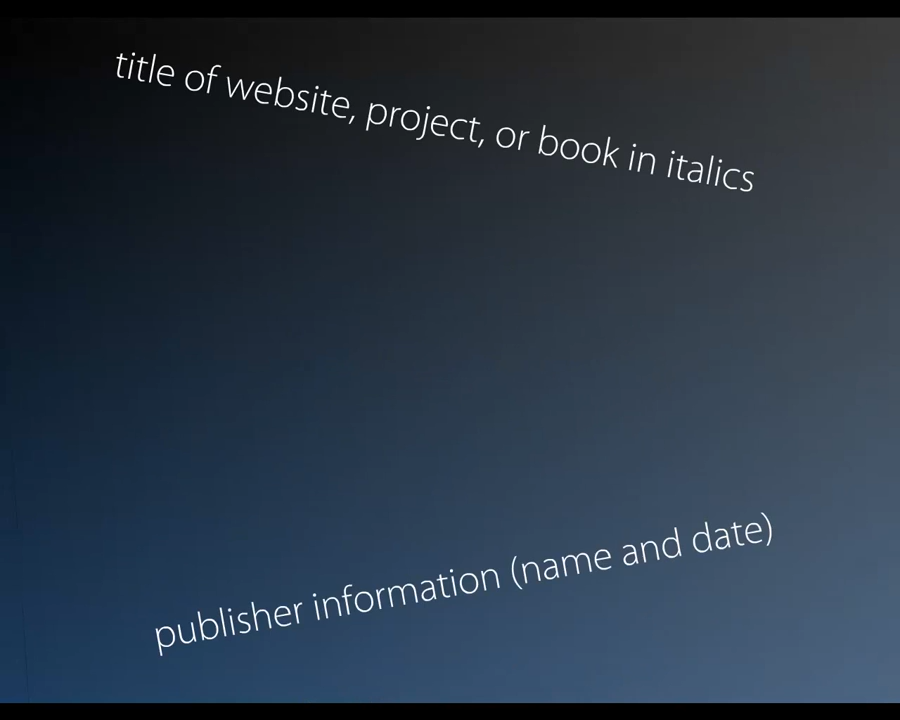 title of website, project, or book in italics
publisher information (name and date)